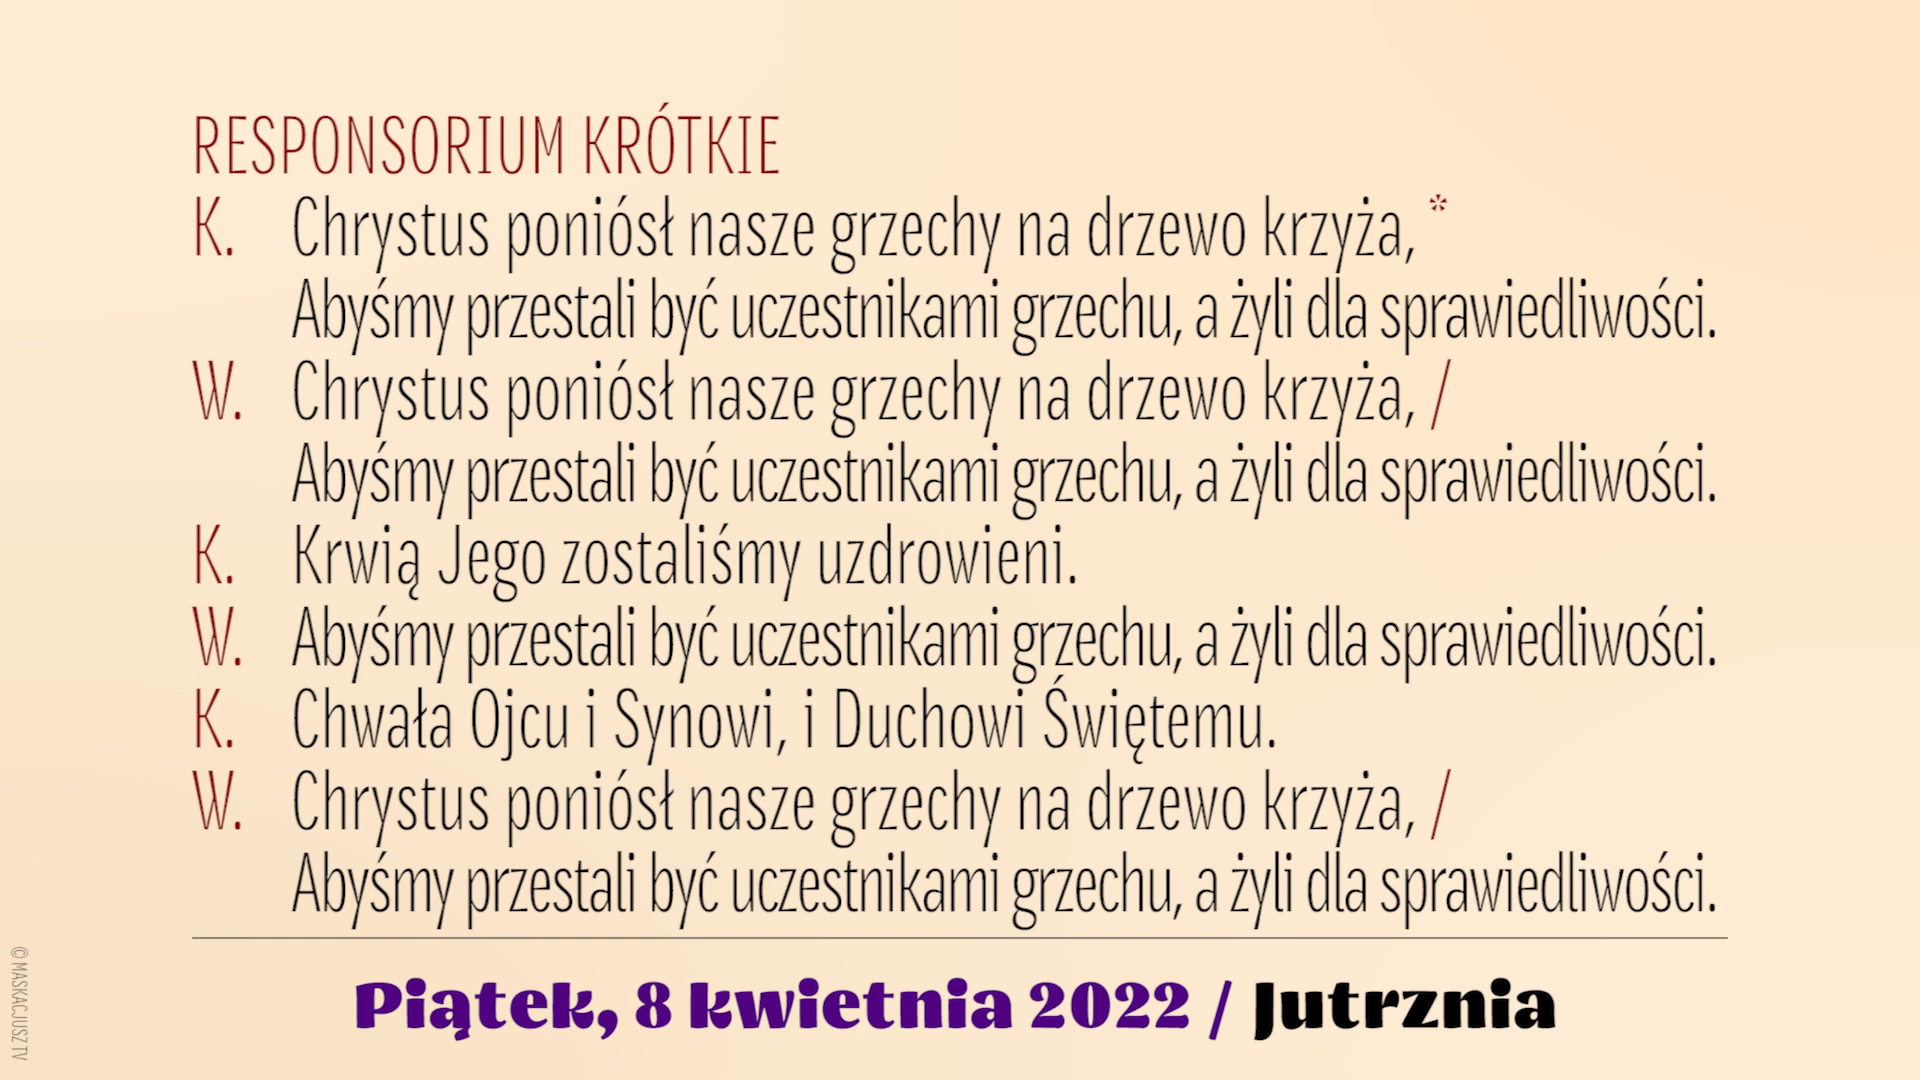 RESPONSORIUM KRÓTKIE
K. Chrystus poniósł nasze grzechy na drzewo krzyża, *
Abyśmy przestali być uczestnikami grzechu, a żyli dla sprawiedliwości.
W. Chrystus poniósł nasze grzechy na drzewo krzyża, /
Abyśmy przestali być uczestnikami grzechu, a żyli dla sprawiedliwości.
K. Krwią Jego zostaliśmy uzdrowieni.
W. Abyśmy przestali być uczestnikami grzechu, a żyli dla sprawiedliwości.
K. Chwała Ojcu i Synowi, i Duchowi Świętemu.
W. Chrystus poniósł nasze grzechy na drzewo krzyża, /
Abyśmy przestali być uczestnikami grzechu, a żyli dla sprawiedliwości.
Piątek, 8 kwietnia 2022 / Jutrznia
© MASKACJUSZ TV